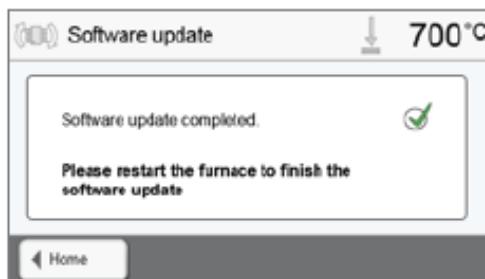 Software update
700°C
Software update completed.
Please restart the furnace to finish the
software update
Home